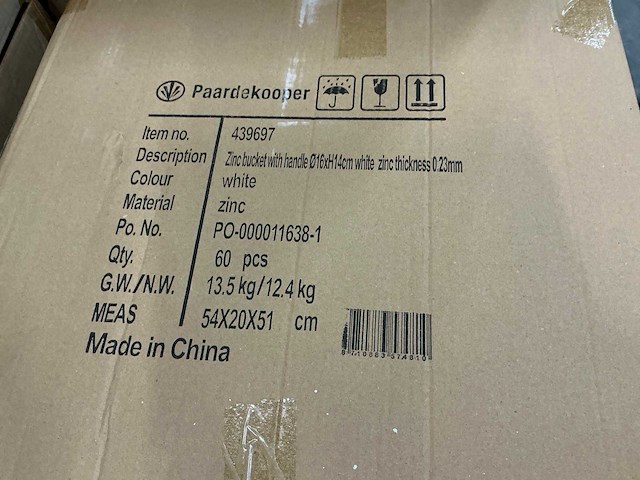 Paardekooper
Item no. 439697
Description Zinc bucket with handle Ø16xH14cm white zinc thickness 0.23mm
Colour white
Material zinc
Po. No. PO-000011638-1
Qty. 60 pcs
G.W./N.W. 13.5 kg/12.4 kg
MEAS 54X20X51 cm
Made in China